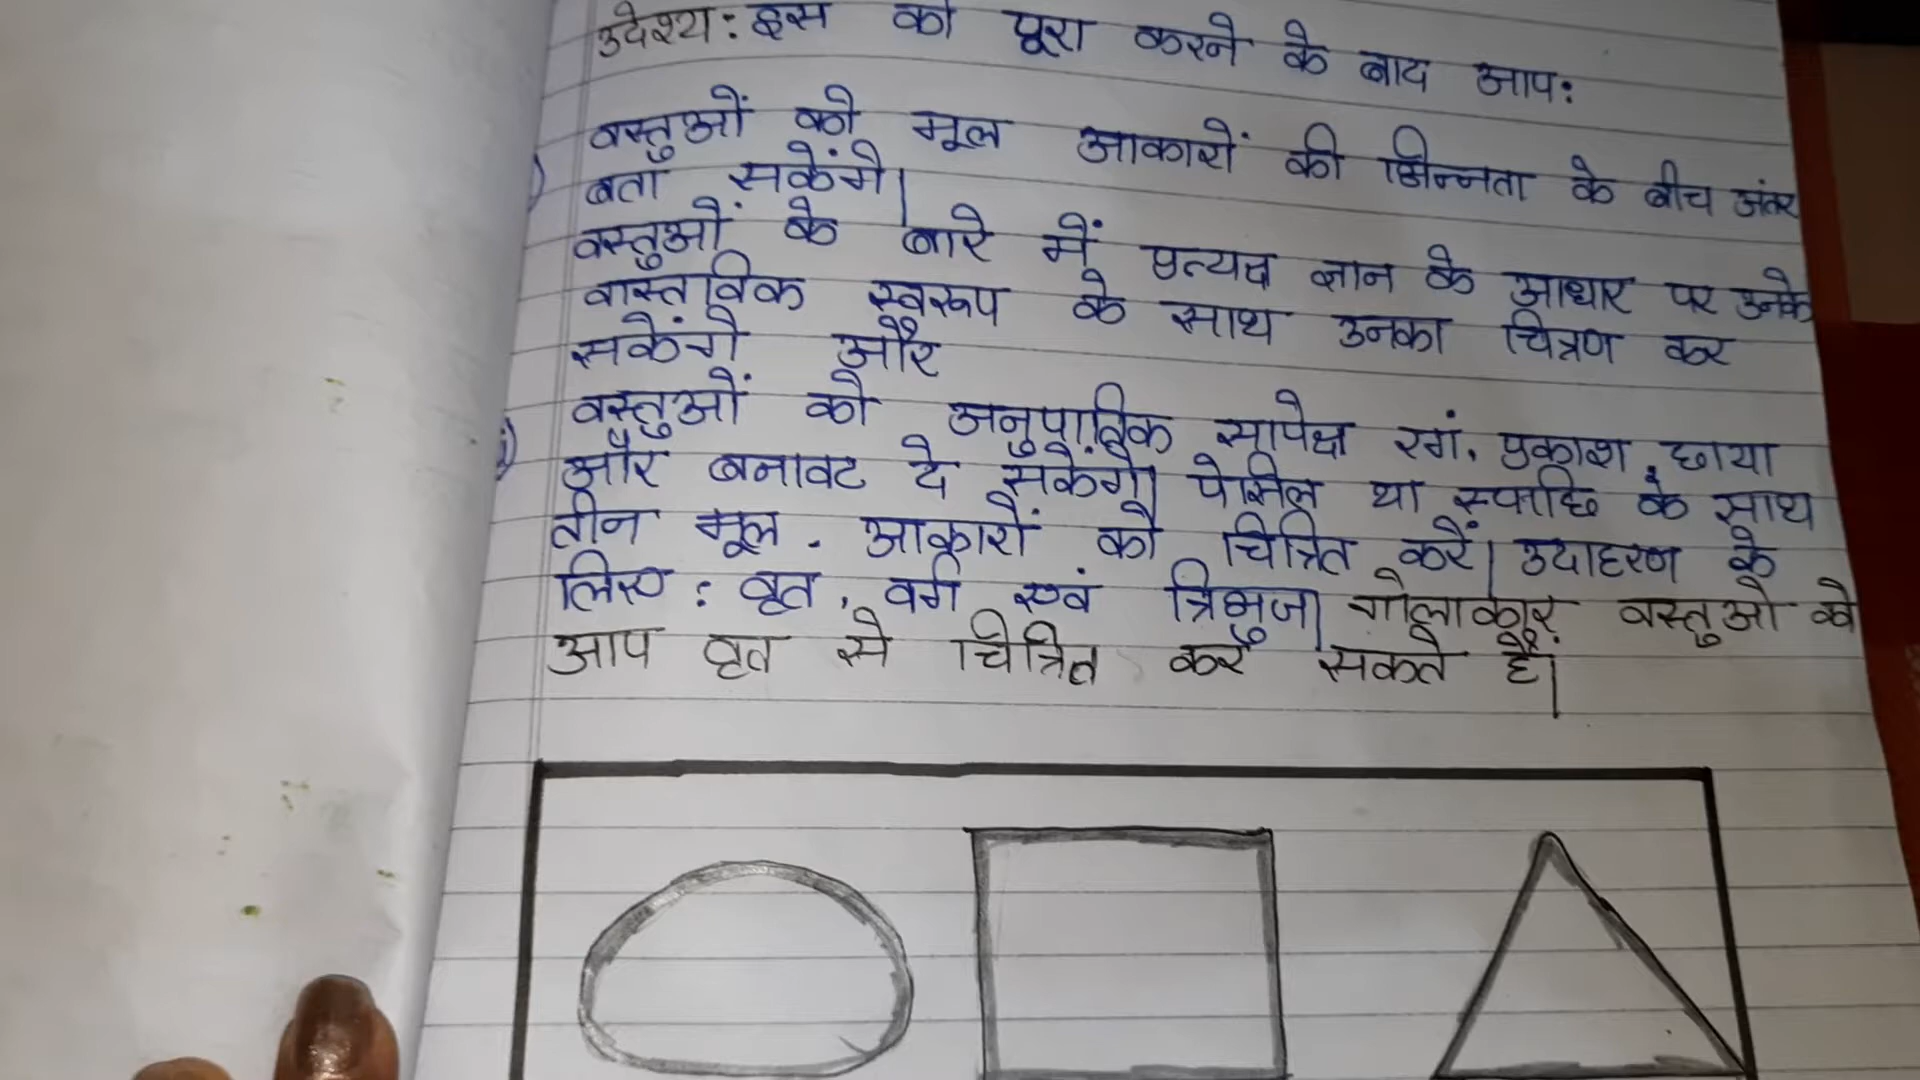 उदेश्य: इस को पूरा करने के बाद आप:
वस्तुओं को मूल आकारों की भिन्नता के बीच अंतर
बता सकेंगे।
वस्तुओं के बारे में प्रत्यक्ष ज्ञान के आधार पर उनके
वास्तविक स्वरूप के साथ उनका चित्रण कर
सकेंगे और
वस्तुओं को अनुपातिक सापेक्ष रंग, प्रकाश, छाया
और बनावट दे सकेंगे। पेंसिल या स्याही के साथ
तीन मूल आकारों को चित्रित करें। उदाहरण के
लिए: वृत, वर्ग एवं त्रिभुज। गोलाकार वस्तुओ को
आप वृत से चित्रित कर सकते हैं।